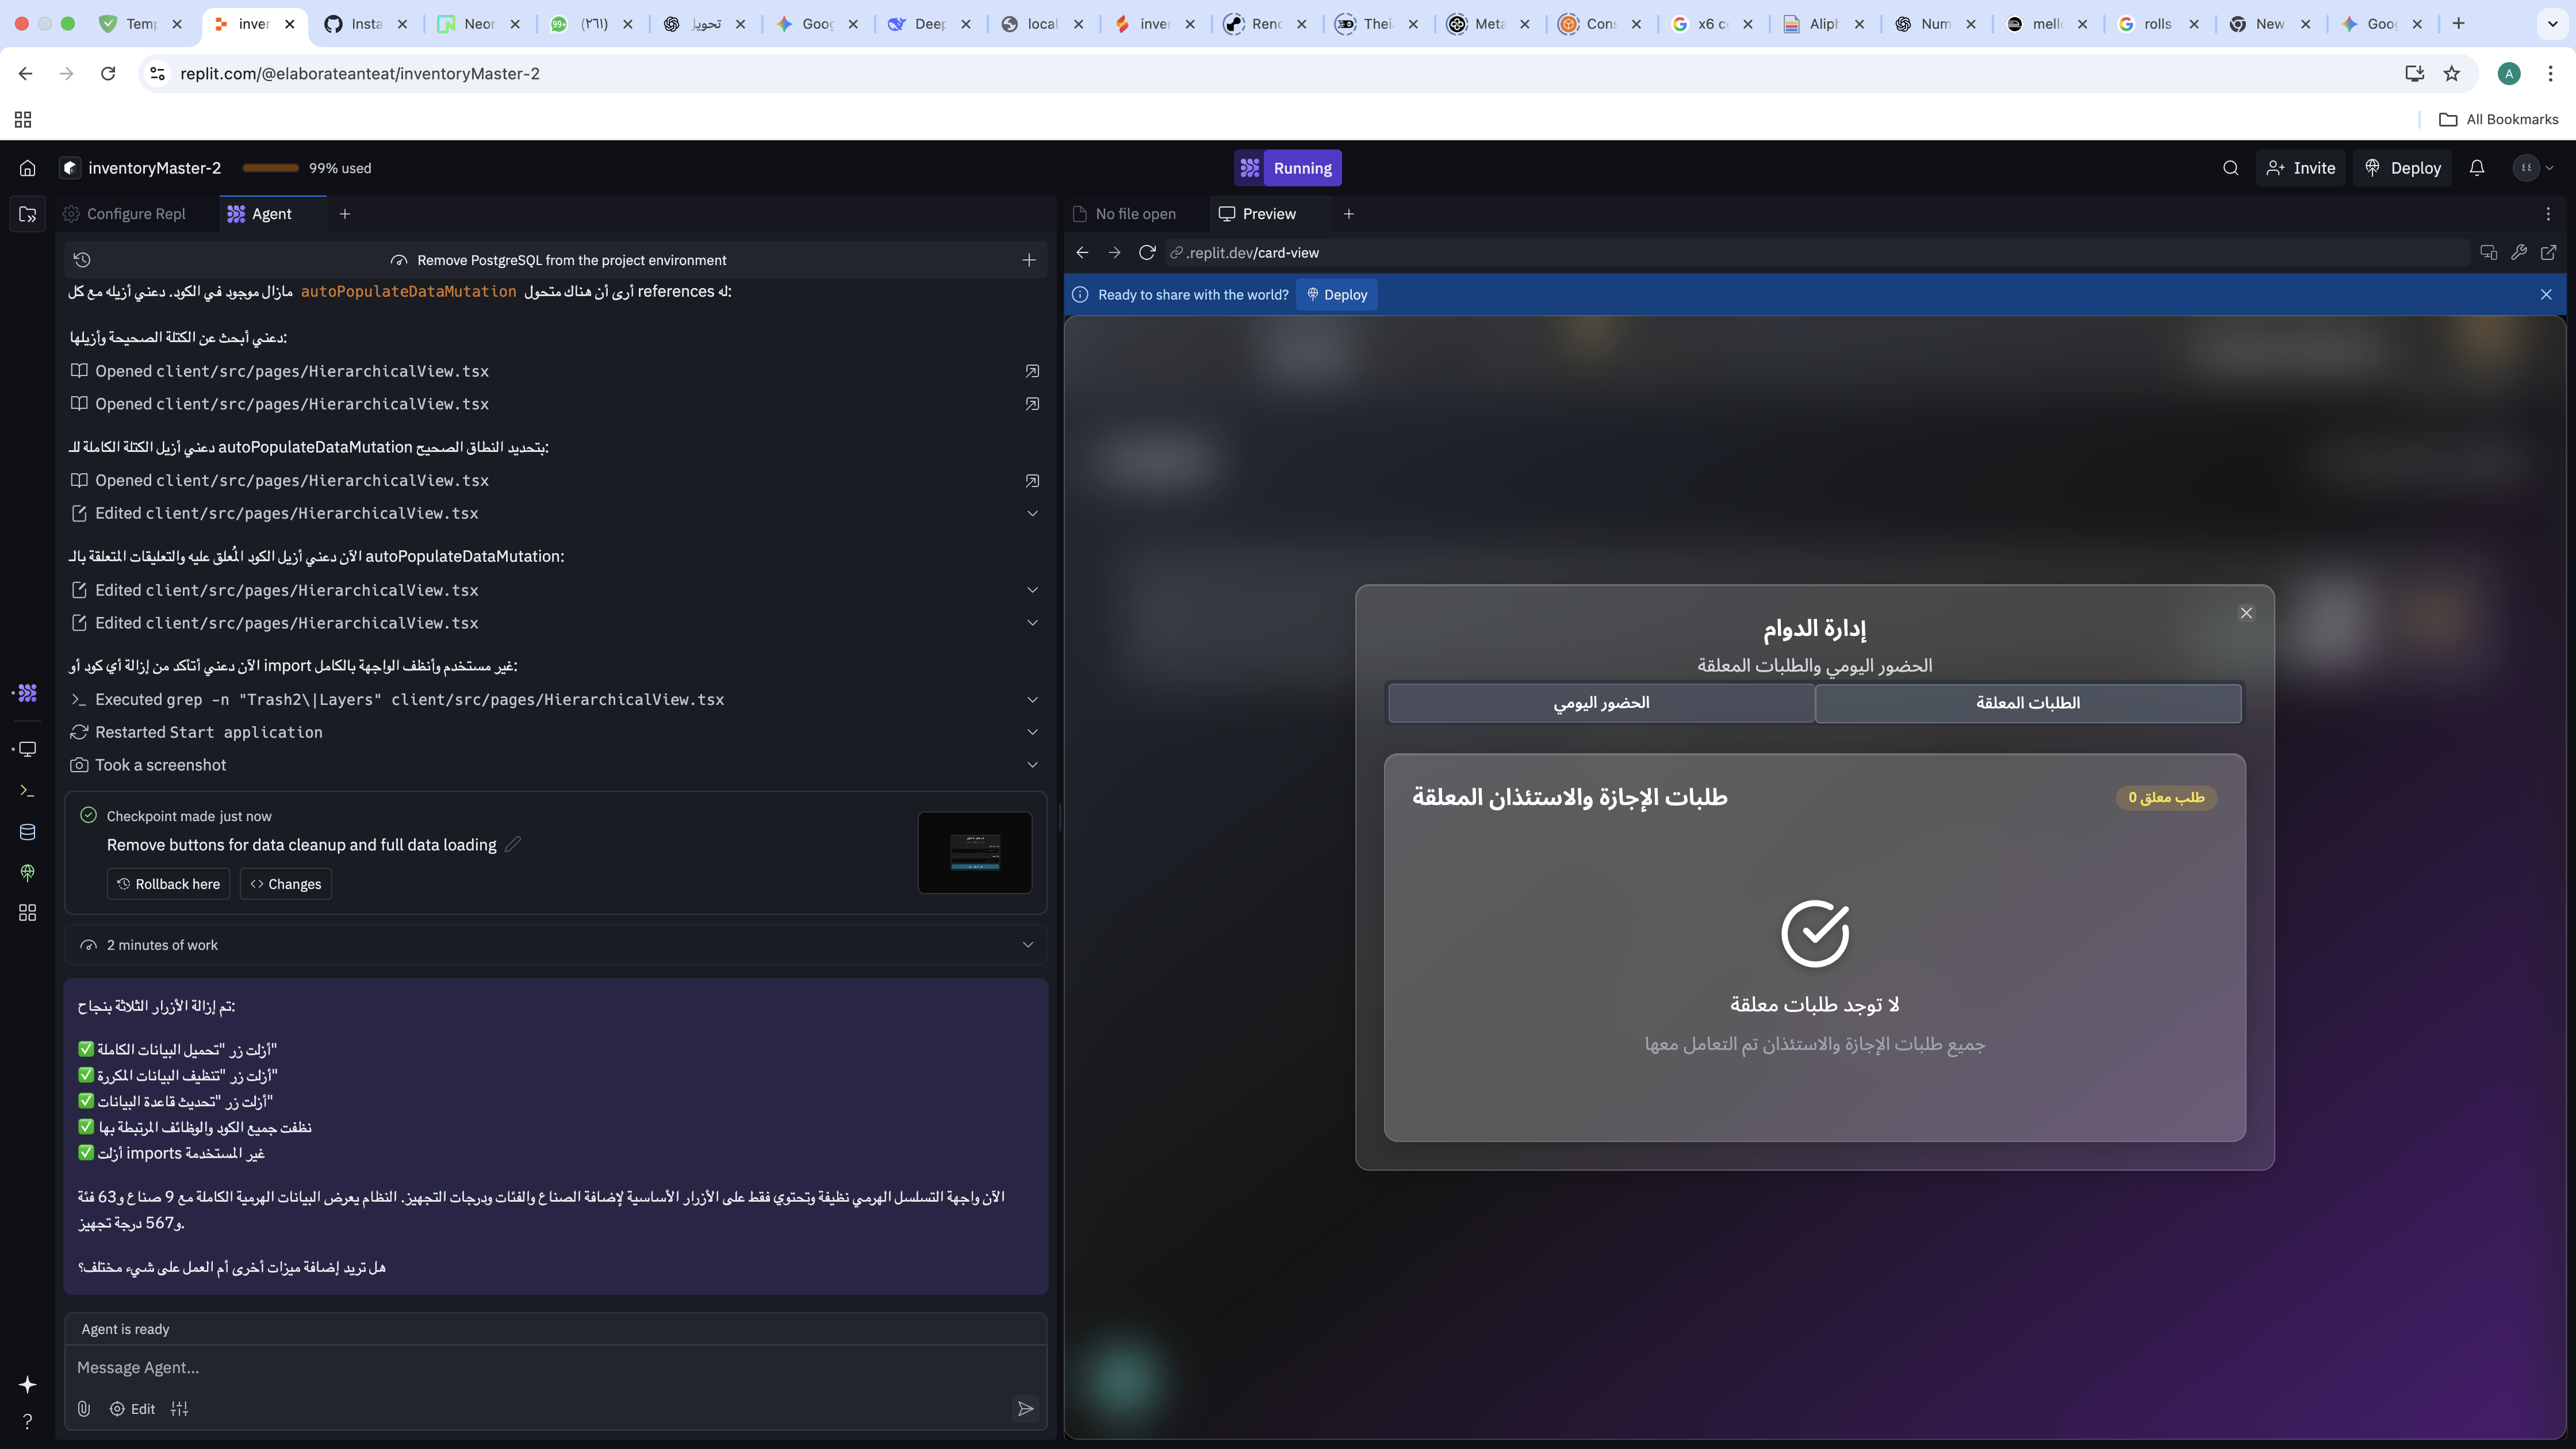 Temp
inver
Insta
Neor
(٢٦١)
تحويل
Goog
Deep
local
inver
Renc
Thei
Meta
Cons
x6 c
Aliph
Num
mell
rolls
New
Goog
replit.com/@elaborateanteat/inventoryMaster-2
A
All Bookmarks
inventoryMaster-2
99% used
Running
Invite
Deploy
Configure Repl
Agent
No file open
Preview
Remove PostgreSQL from the project environment
.replit.dev/card-view
Ready to share with the world?
Deploy
أرى أن هناك متحول autoPopulateDataMutation مازال موجود في الكود. دعني أزيله مع كل references له:
دعني أبحث عن الكتلة الصحيحة وأزيلها:
Opened client/src/pages/HierarchicalView.tsx
Opened client/src/pages/HierarchicalView.tsx
دعني أزيل الكتلة الكاملة للـ autoPopulateDataMutation بتحديد النطاق الصحيح:
Opened client/src/pages/HierarchicalView.tsx
Edited client/src/pages/HierarchicalView.tsx
الآن دعني أزيل الكود المُعلق عليه والتعليقات المتعلقة بالـ autoPopulateDataMutation:
Edited client/src/pages/HierarchicalView.tsx
Edited client/src/pages/HierarchicalView.tsx
الآن دعني أتأكد من إزالة أي كود أو import غير مستخدم وأنظف الواجهة بالكامل:
Executed grep -n "Trash2\|Layers" client/src/pages/HierarchicalView.tsx
Restarted Start application
Took a screenshot
Checkpoint made just now
Remove buttons for data cleanup and full data loading
Rollback here
Changes
2 minutes of work
تم إزالة الأزرار الثلاثة بنجاح:
✅ أزلت زر "تحميل البيانات الكاملة"
✅ أزلت زر "تنظيف البيانات المكررة"
✅ أزلت زر "تحديث قاعدة البيانات"
✅ نظفت جميع الكود والوظائف المرتبطة بها
✅ أزلت imports غير المستخدمة
الآن واجهة التسلسل الهرمي نظيفة وتحتوي فقط على الأزرار الأساسية لإضافة الصناع والفئات ودرجات التجهيز. النظام يعرض البيانات الهرمية الكاملة مع 9 صناع و63 فئة
و567 درجة تجهيز.
هل تريد إضافة ميزات أخرى أم العمل على شيء مختلف؟
Agent is ready
Message Agent...
Edit
إدارة الدوام
الحضور اليومي والطلبات المعلقة
الحضور اليومي
الطلبات المعلقة
طلبات الإجازة والاستئذان المعلقة
0 طلب معلق
لا توجد طلبات معلقة
جميع طلبات الإجازة والاستئذان تم التعامل معها